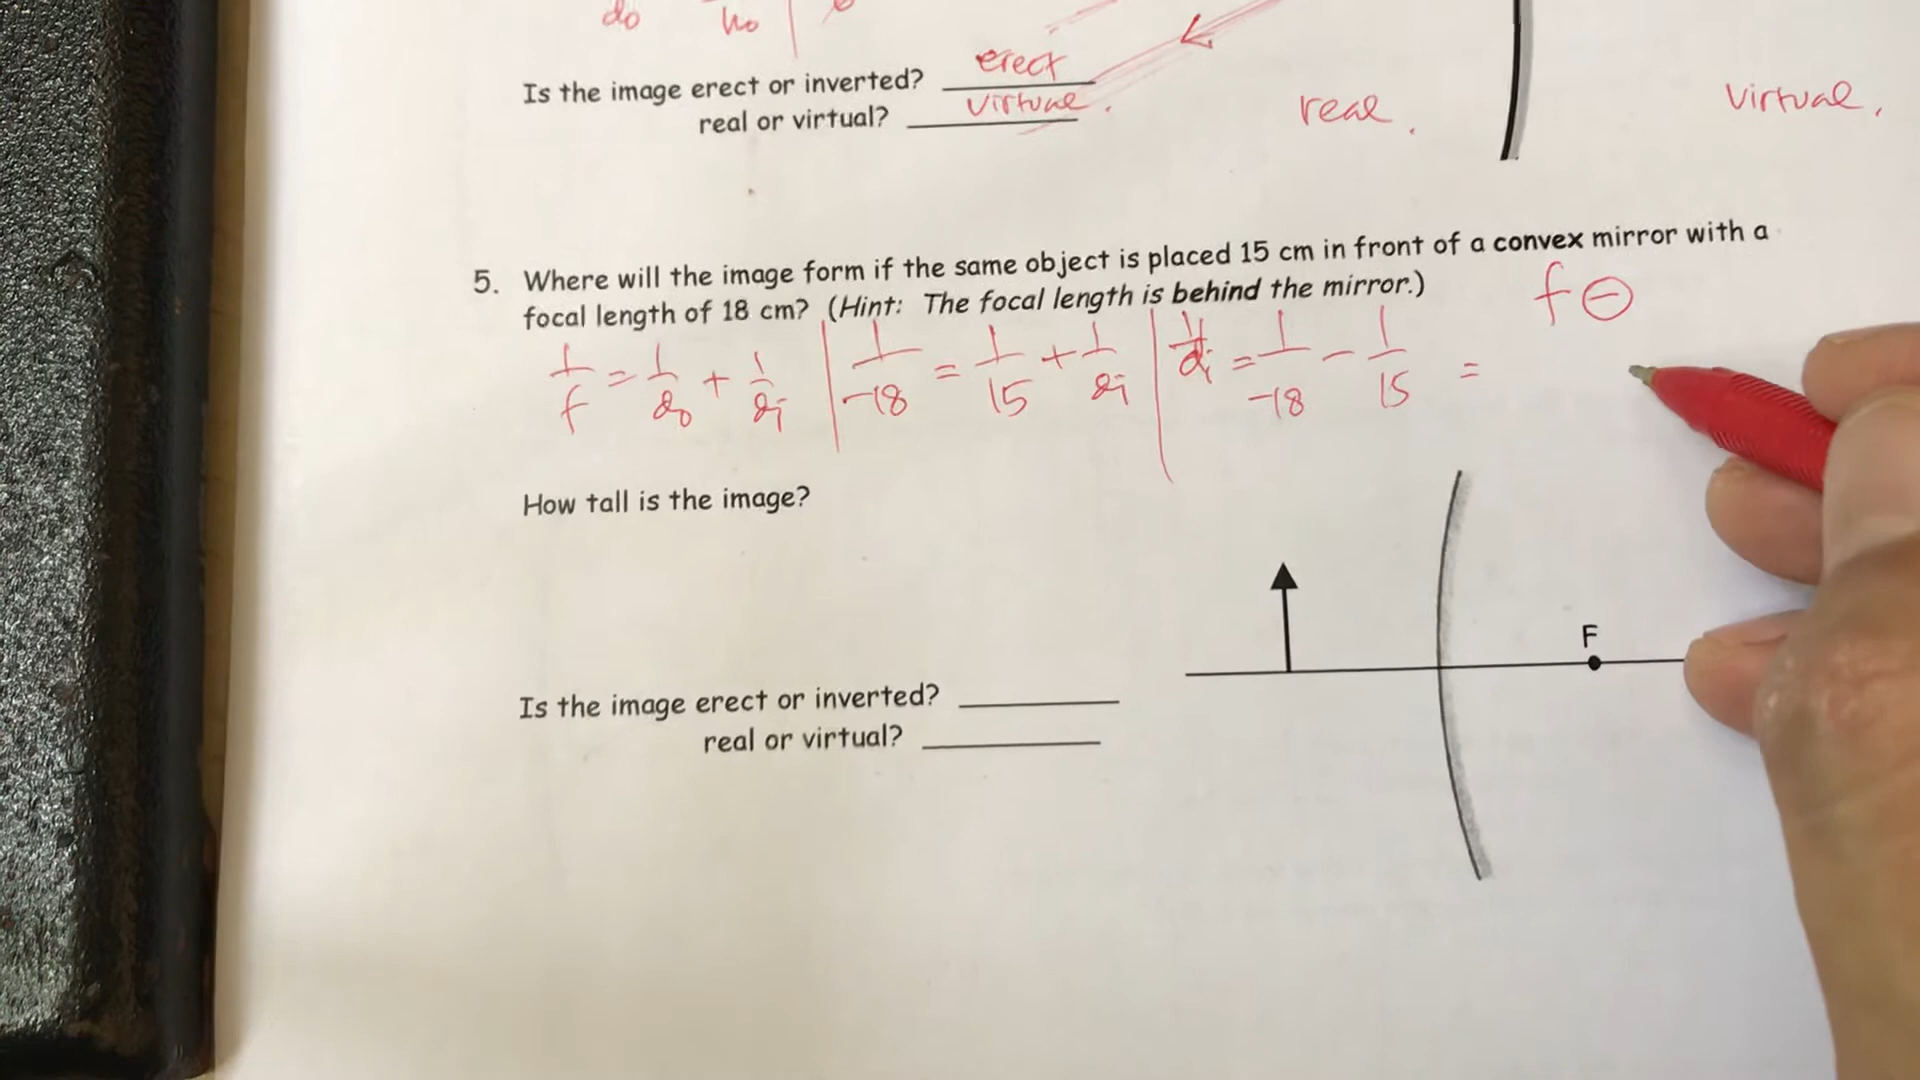 do ho
erect
Is the image erect or inverted?
virtual.
real or virtual?
real.
virtual.
5. Where will the image form if the same object is placed 15 cm in front of a convex mirror with a
focal length of 18 cm? (Hint: The focal length is behind the mirror.)
f ⊖
1/f = 1/do + 1/di | 1/-18 = 1/15 + 1/di | 1/di = 1/-18 - 1/15 =
How tall is the image?
F
Is the image erect or inverted?
real or virtual?